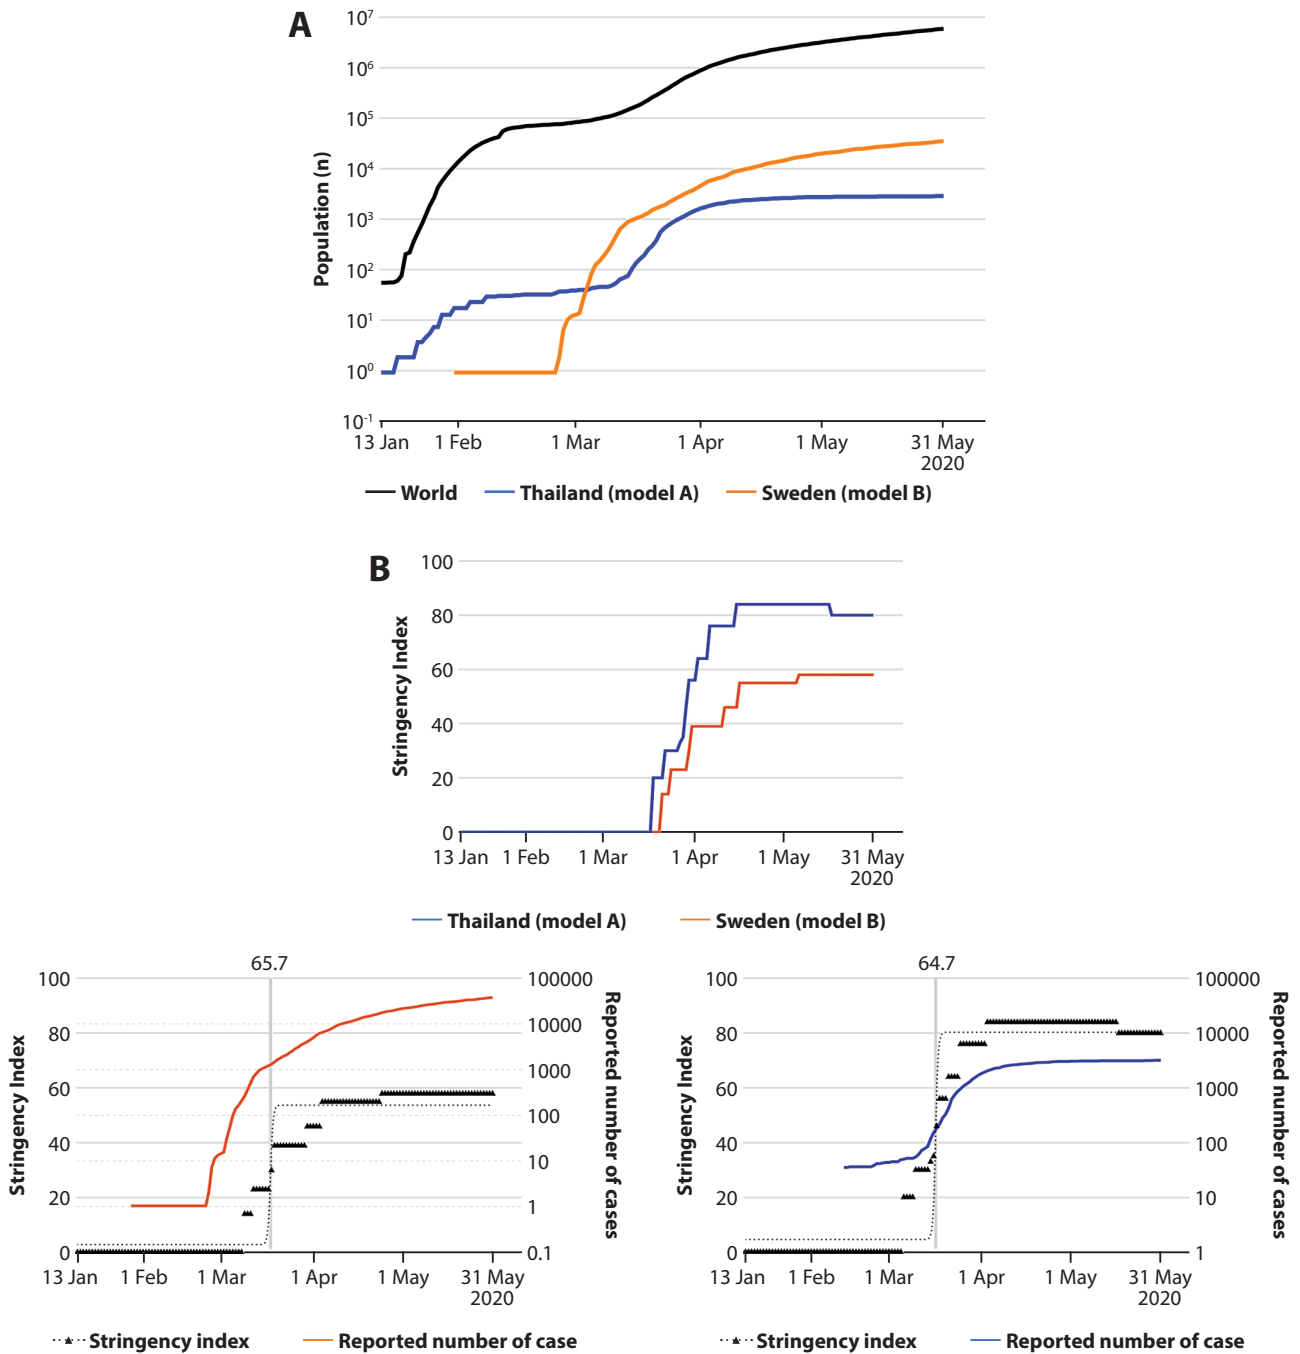 A
Population (n)
10⁷
10⁶
10⁵
10⁴
10³
10²
10¹
10⁰
10⁻¹
13 Jan 1 Feb 1 Mar 1 Apr 1 May 31 May
2020
World Thailand (model A) Sweden (model B)
B
Stringency Index
100
80
60
40
20
0
13 Jan 1 Feb 1 Mar 1 Apr 1 May 31 May
2020
Thailand (model A) Sweden (model B)
65.7
Stringency Index
100
80
60
40
20
0
100000
10000
1000
100
10
1
0.1
Reported number of cases
13 Jan 1 Feb 1 Mar 1 Apr 1 May 31 May
2020
Stringency index Reported number of case
64.7
Stringency Index
100
80
60
40
20
0
100000
10000
1000
100
10
1
Reported number of cases
13 Jan 1 Feb 1 Mar 1 Apr 1 May 31 May
2020
Stringency index Reported number of case